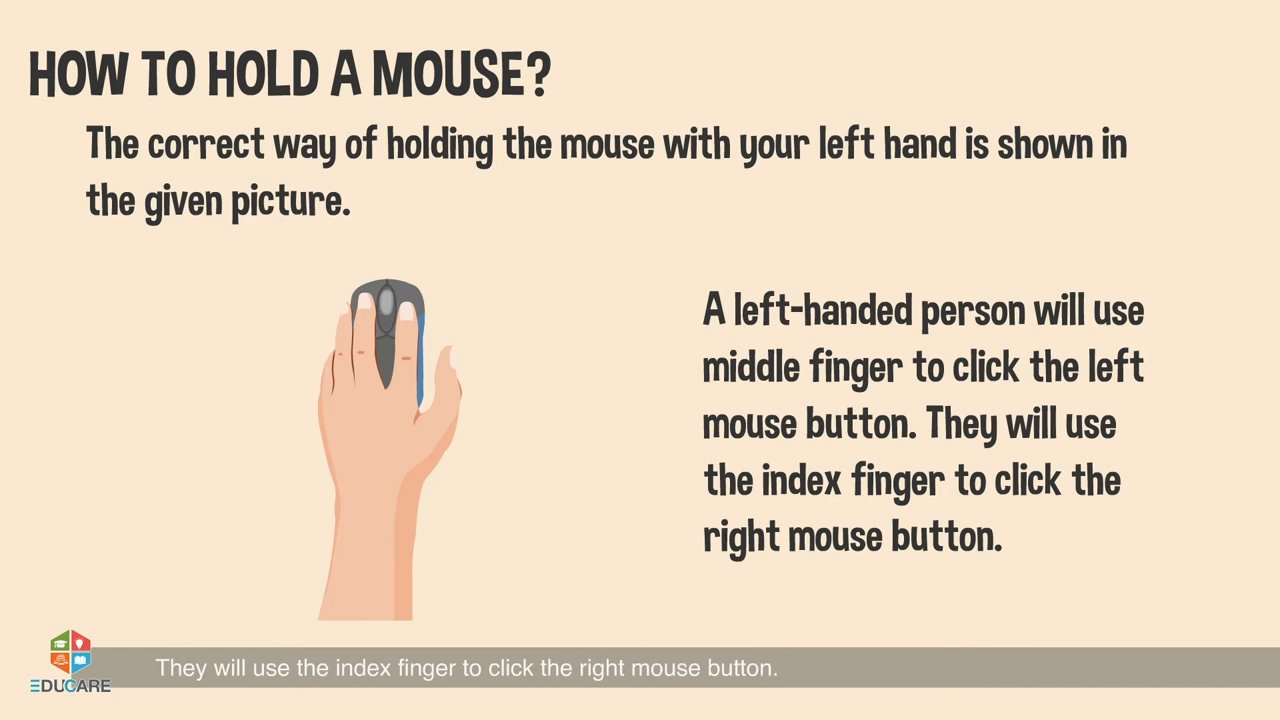 HOW TO HOLD A MOUSE?
The correct way of holding the mouse with your left hand is shown in
the given picture.
A left-handed person will use
middle finger to click the left
mouse button. They will use
the index finger to click the
right mouse button.
They will use the index finger to click the right mouse button.
EDUCARE